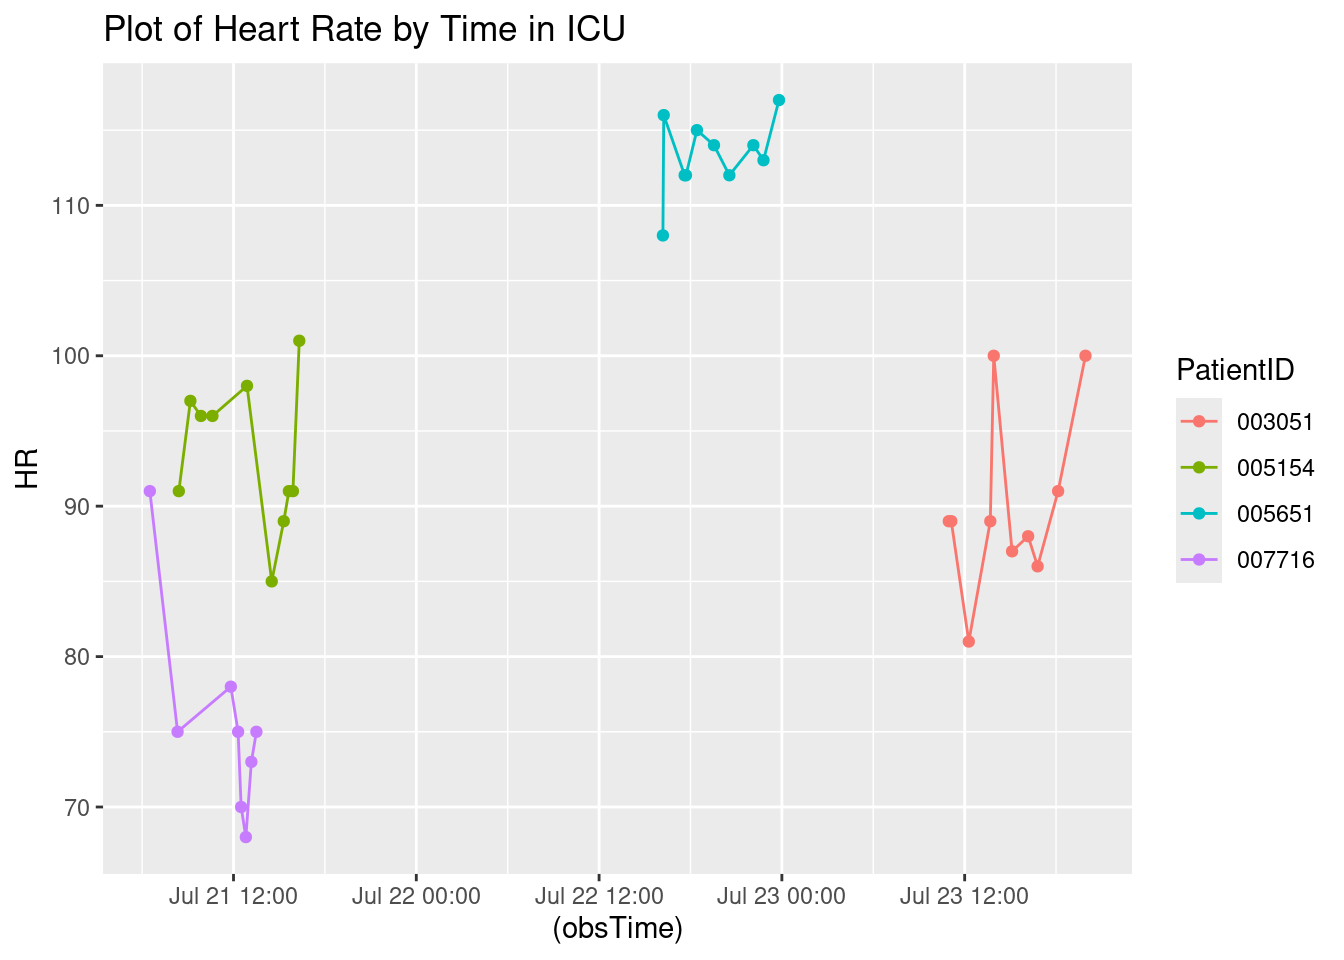 Plot of Heart Rate by Time in ICU
HR
110
100
90
80
70
Jul 21 12:00
Jul 22 00:00
Jul 22 12:00
Jul 23 00:00
Jul 23 12:00
(obsTime)
PatientID
003051
005154
005651
007716